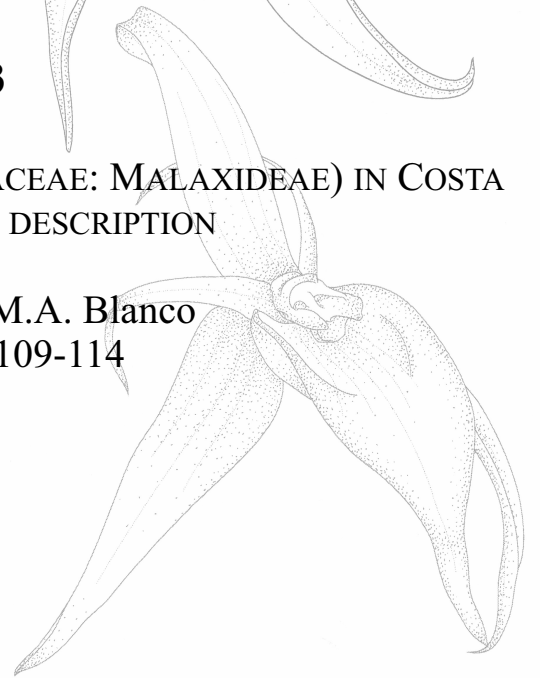 3
ACEAE: MALAXIDEAE) IN COSTA
DESCRIPTION
M.A. Blanco
109-114